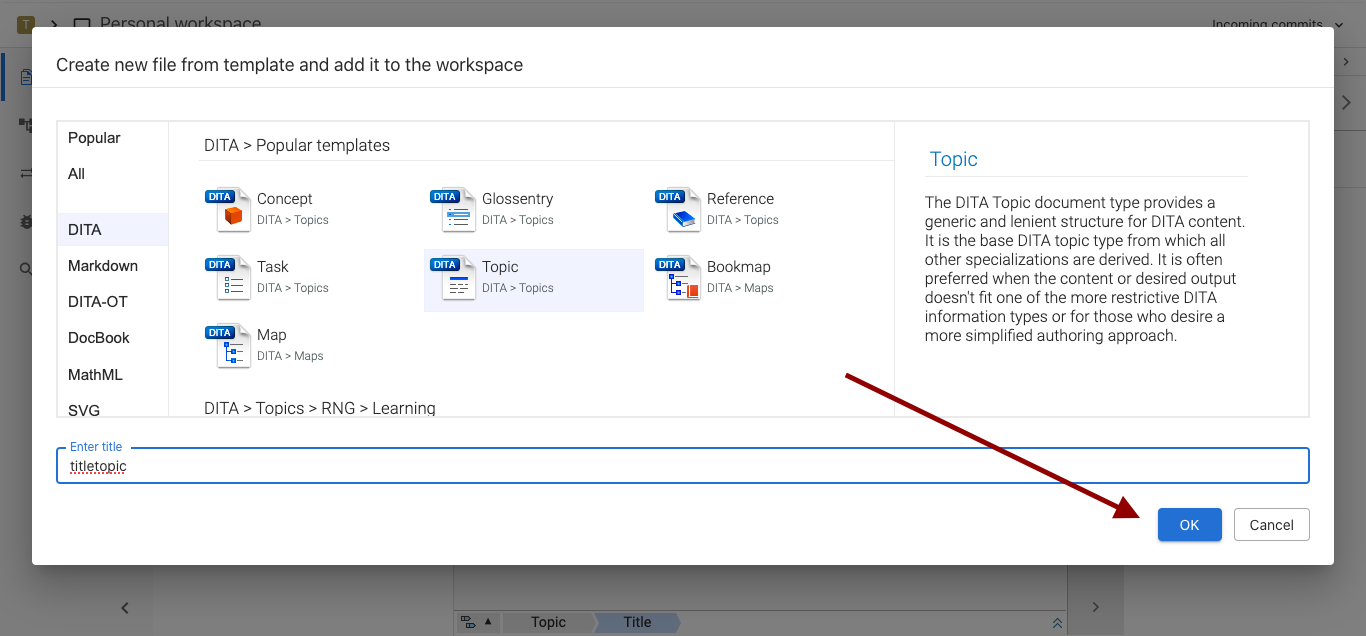 T
Personal workspace
Incoming commits
Create new file from template and add it to the workspace
Popular
All
DITA
Markdown
DITA-OT
DocBook
MathML
SVG
DITA > Popular templates
DITA
Concept
DITA > Topics
DITA
Glossentry
DITA > Topics
DITA
Reference
DITA > Topics
DITA
Task
DITA > Topics
DITA
Topic
DITA > Topics
DITA
Bookmap
DITA > Maps
DITA
Map
DITA > Maps
DITA > Topics > RNG > Learning
Topic
The DITA Topic document type provides a
generic and lenient structure for DITA content.
It is the base DITA topic type from which all
other specializations are derived. It is often
preferred when the content or desired output
doesn't fit one of the more restrictive DITA
information types or for those who desire a
more simplified authoring approach.
Enter title
titletopic
OK
Cancel
Topic
Title